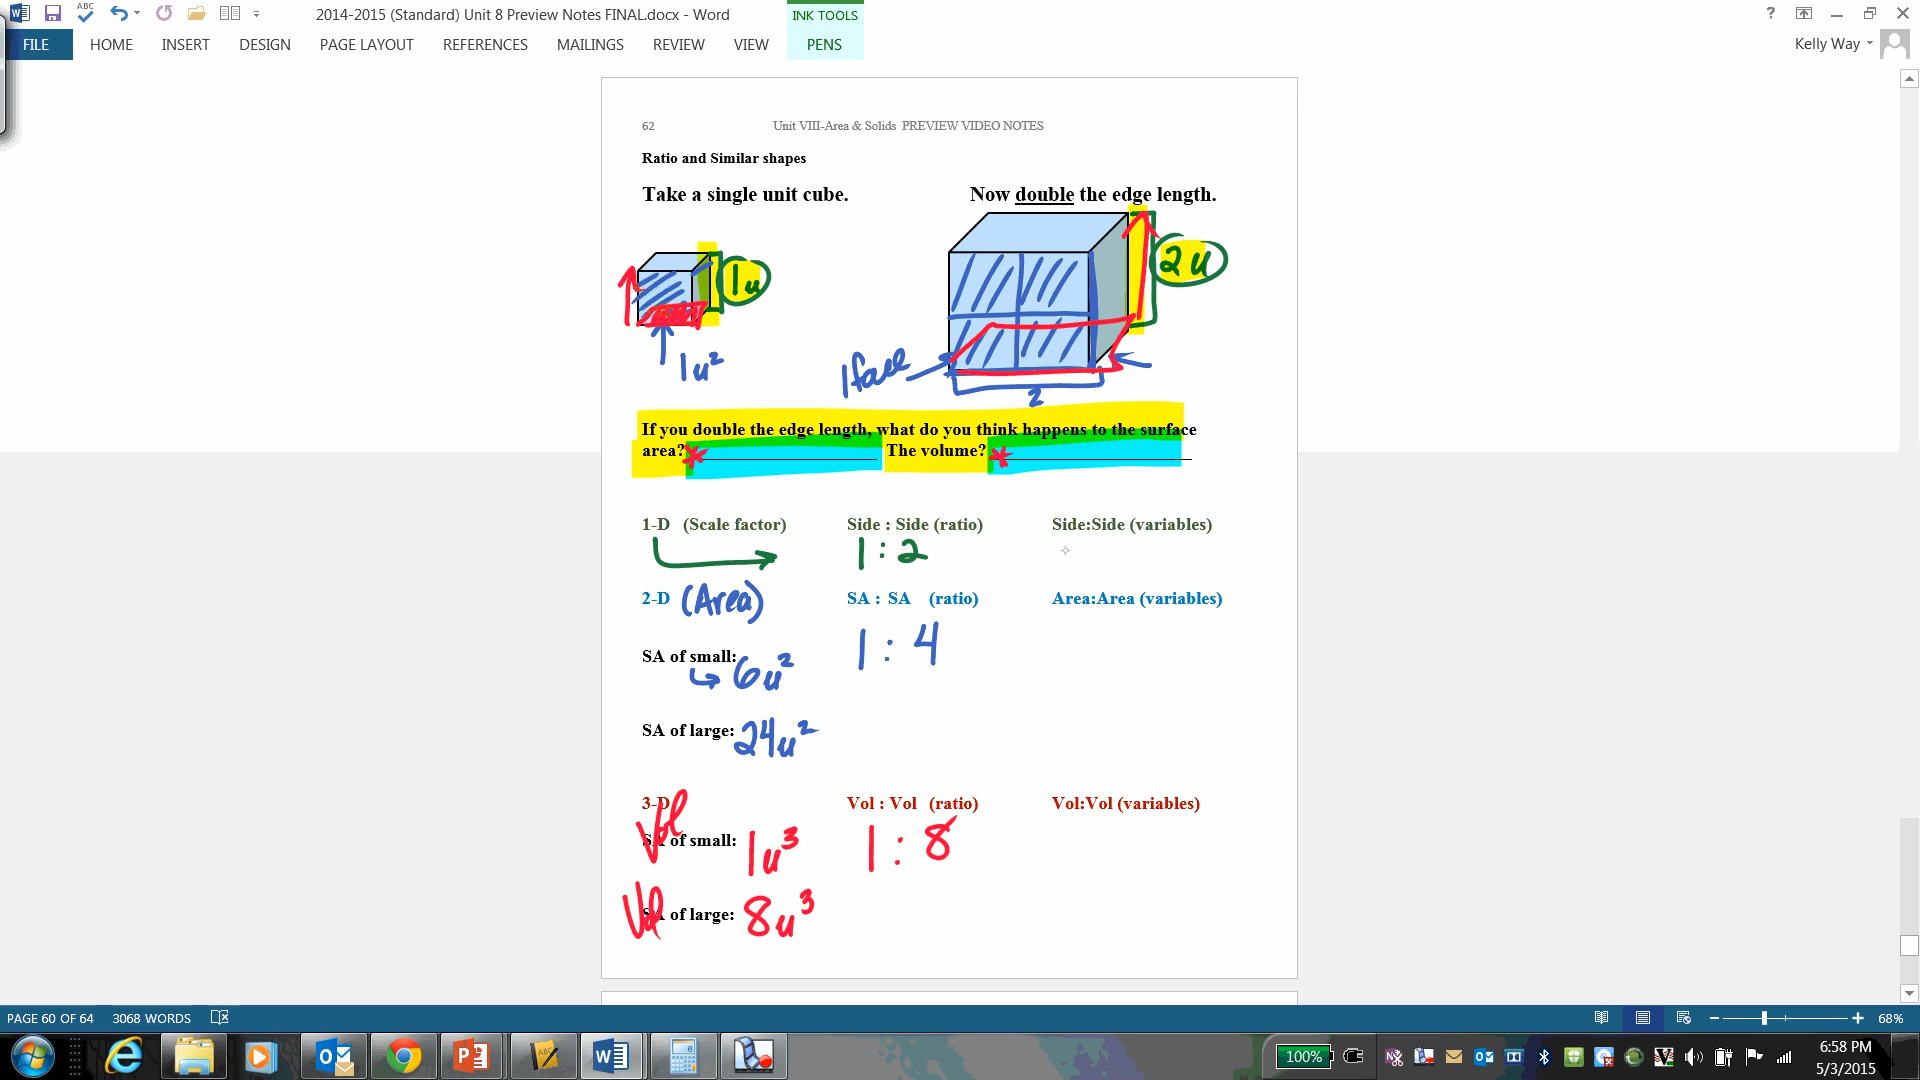 2014-2015 (Standard) Unit 8 Preview Notes FINAL.docx - Word
INK TOOLS
FILE HOME INSERT DESIGN PAGE LAYOUT REFERENCES MAILINGS REVIEW VIEW PENS
Kelly Way
62 Unit VIII-Area & Solids PREVIEW VIDEO NOTES
Ratio and Similar shapes
Take a single unit cube. Now double the edge length.
1u 2u
1u²
1 face
2
If you double the edge length, what do you think happens to the surface
area? The volume?
1-D (Scale factor) Side : Side (ratio) Side:Side (variables)
1 : 2
2-D (Area) SA : SA (ratio) Area:Area (variables)
1 : 4
SA of small: 6u²
SA of large: 24u²
3-D Vol : Vol (ratio) Vol:Vol (variables)
Vol of small: 1u³ 1 : 8
Vol of large: 8u³
PAGE 60 OF 64 3068 WORDS 68%
100% 6:58 PM
5/3/2015